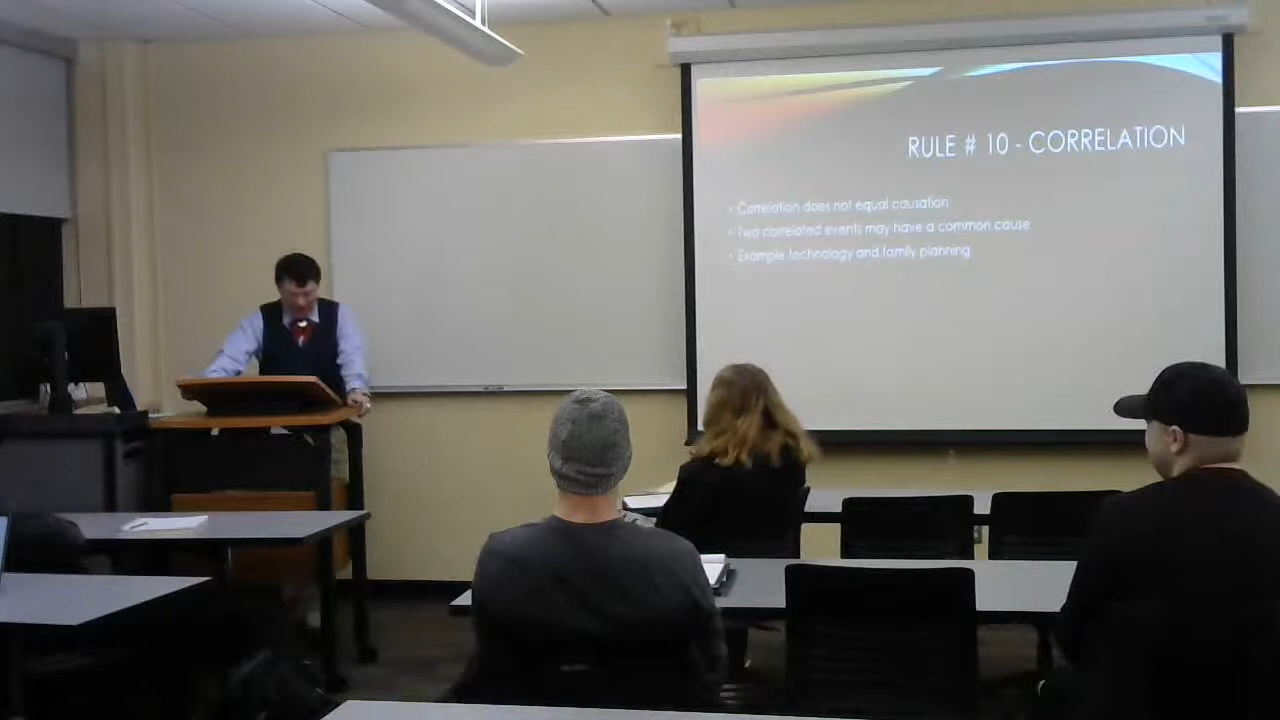 RULE # 10 - CORRELATION
Correlation does not equal causation
Two correlated events may have a common cause
Example technology and family planning